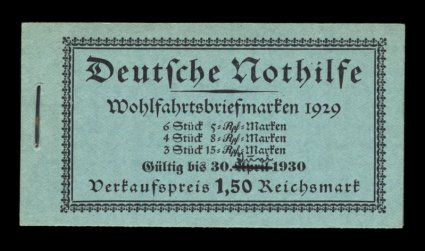 Deutsche Nothilfe
Wohlfahrtsbriefmarken 1929
6 Stück 5=Rpf=Marken
4 Stück 8=Rpf=Marken
3 Stück 15=Rpf=Marken
Juni
Gültig bis 30. April 1930
Verkaufspreis 1,50 Reichsmark